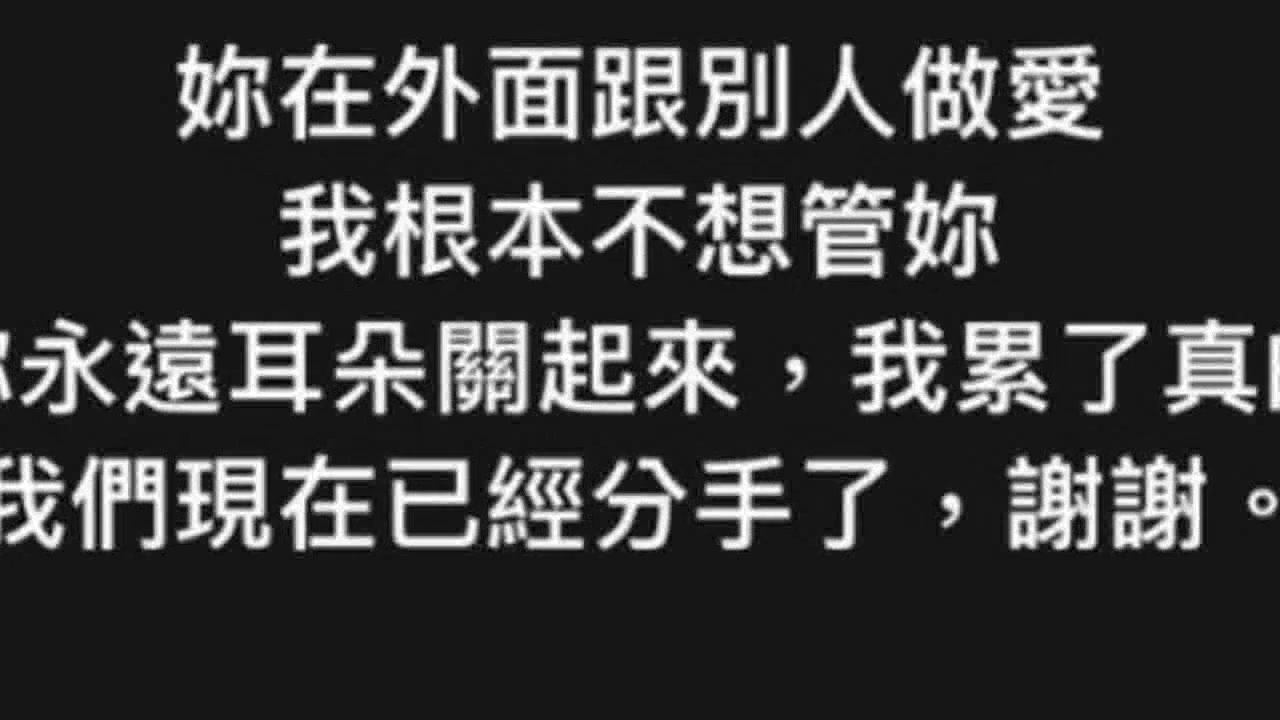 妳在外面跟別人做愛
我根本不想管妳
永遠耳朵關起來，我累了真
我們現在已經分手了，謝謝。